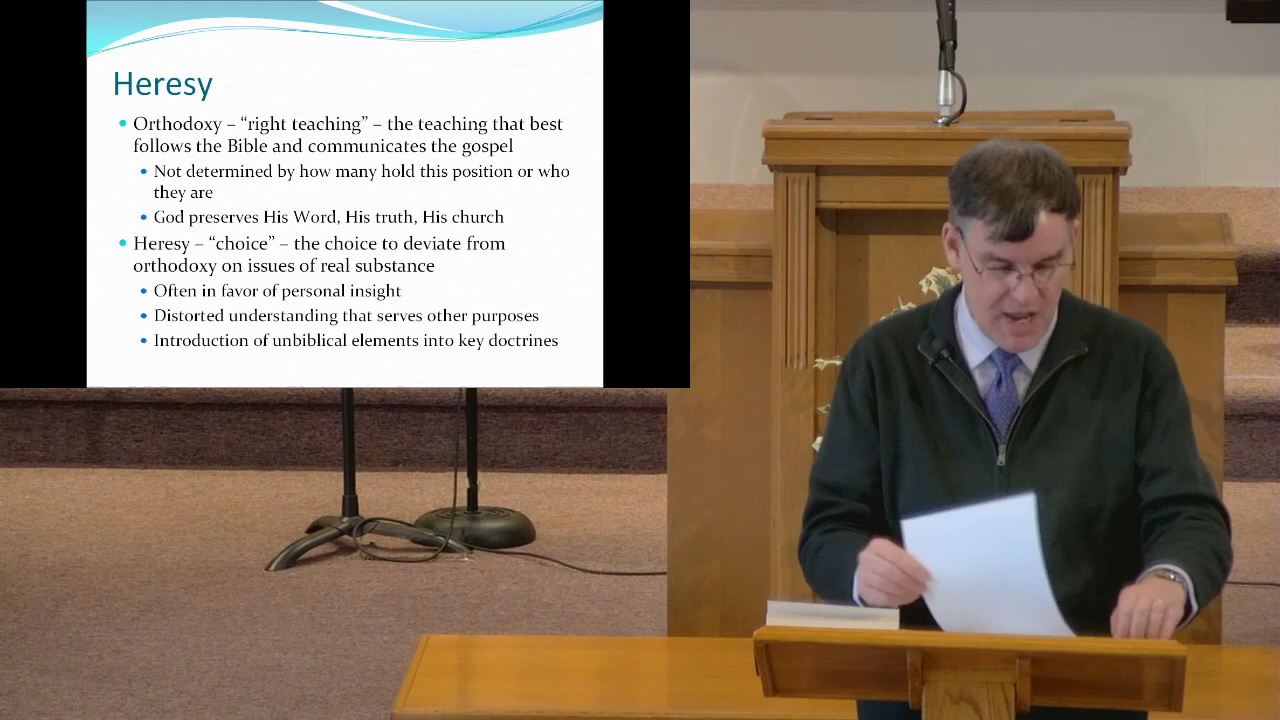 Heresy
• Orthodoxy – “right teaching” – the teaching that best
follows the Bible and communicates the gospel
• Not determined by how many hold this position or who
they are
• God preserves His Word, His truth, His church
• Heresy – “choice” – the choice to deviate from
orthodoxy on issues of real substance
• Often in favor of personal insight
• Distorted understanding that serves other purposes
• Introduction of unbiblical elements into key doctrines